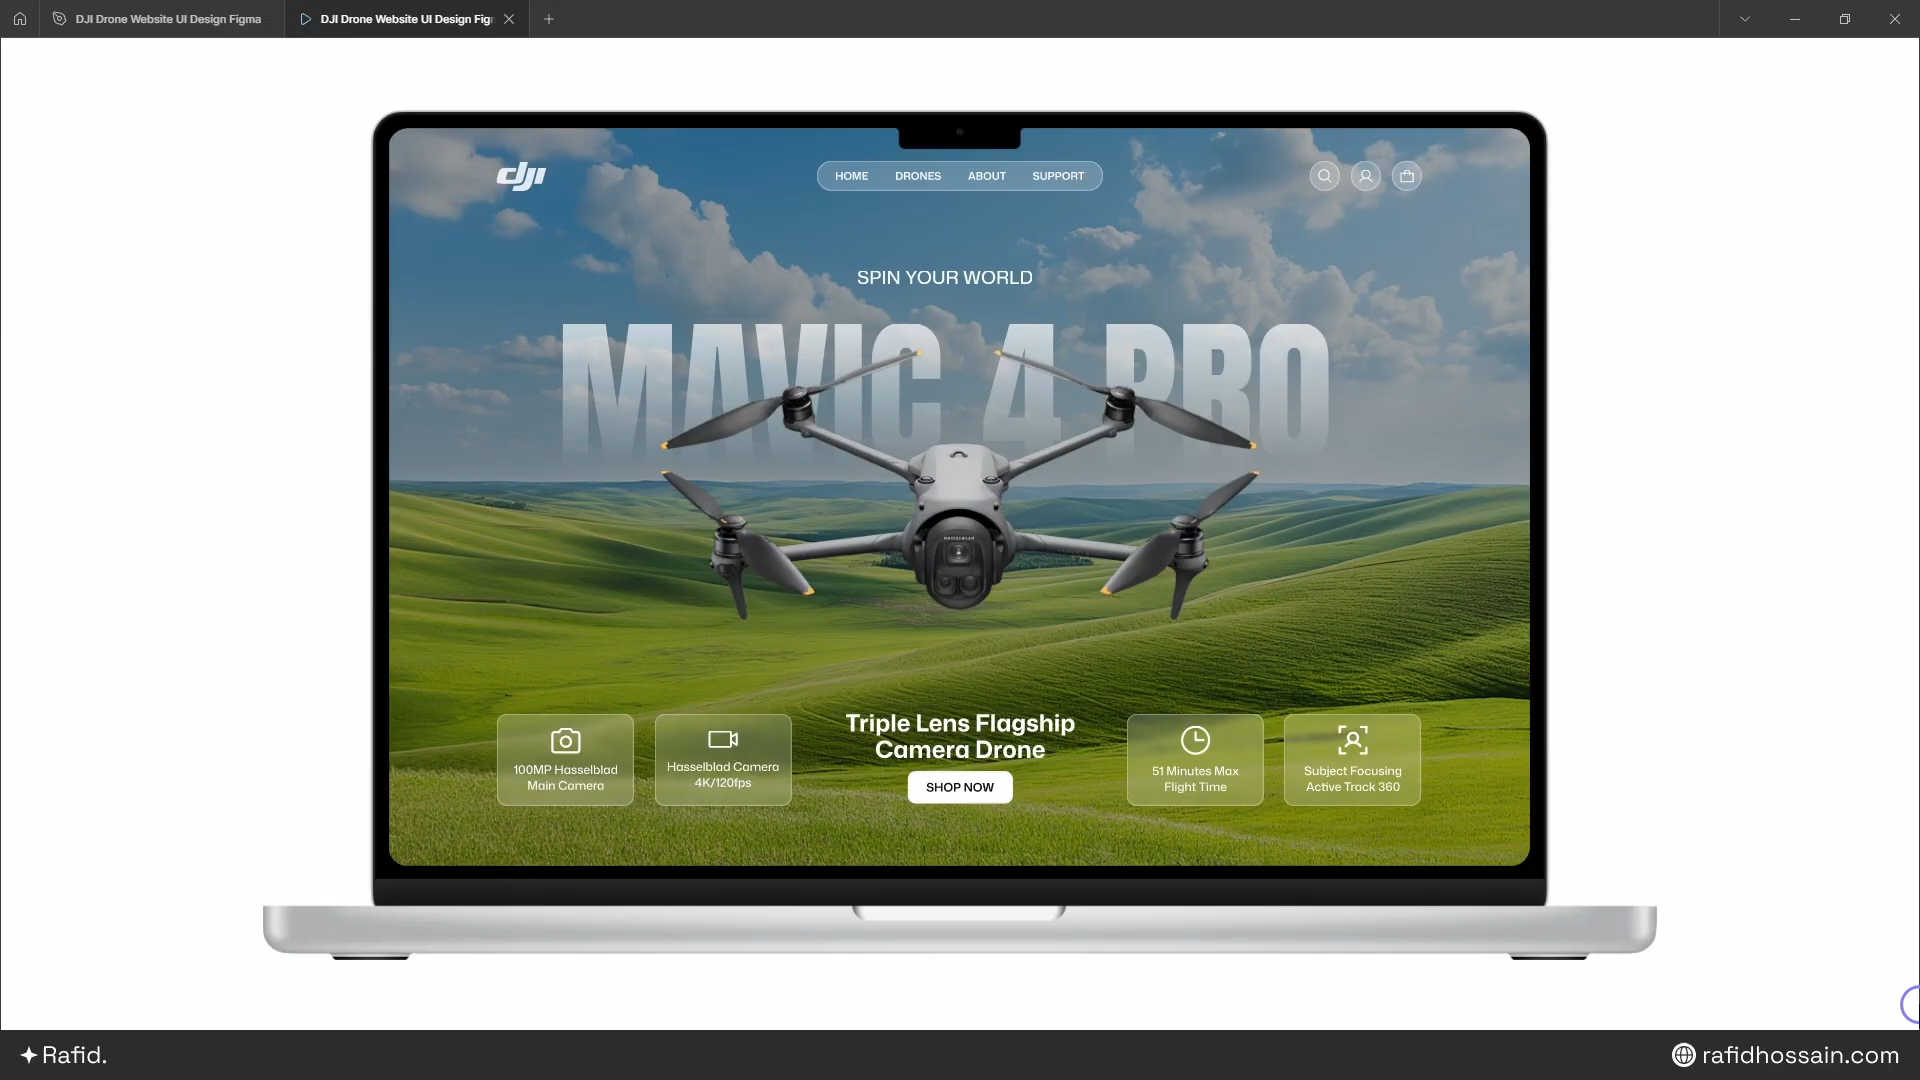 DJI Drone Website UI Design Figma
DJI Drone Website UI Design Fig
dji
HOME
DRONES
ABOUT
SUPPORT
SPIN YOUR WORLD
MAVIC 4 PRO
HASSELBLAD
100MP Hasselblad
Main Camera
Hasselblad Camera
4K/120fps
Triple Lens Flagship
Camera Drone
SHOP NOW
51 Minutes Max
Flight Time
Subject Focusing
Active Track 360
Rafid.
rafidhossain.com